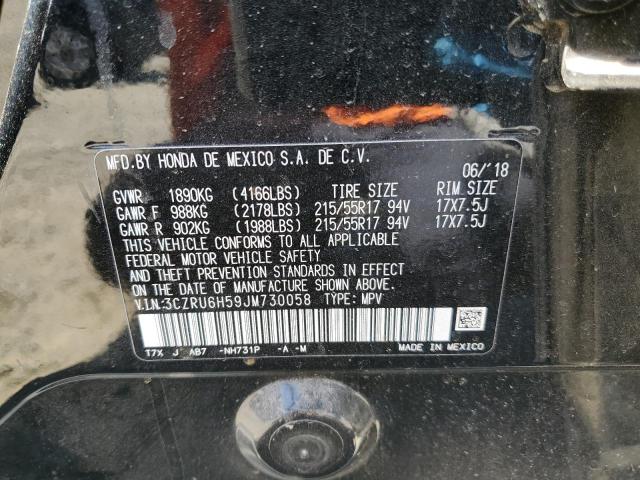 MFD.BY HONDA DE MEXICO S.A. DE C.V.
06/'18
GVWR 1890KG (4166LBS) TIRE SIZE RIM SIZE
GAWR F 988KG (2178LBS) 215/55R17 94V 17X7.5J
GAWR R 902KG (1988LBS) 215/55R17 94V 17X7.5J
THIS VEHICLE CONFORMS TO ALL APPLICABLE
FEDERAL MOTOR VEHICLE SAFETY
AND THEFT PREVENTION STANDARDS IN EFFECT
ON THE DATE OF MANUFACTURE SHOWN ABOVE.
V.I.N.:3CZRU6H59JM730058 TYPE: MPV
T7X J AB7 -NH731P -A -M MADE IN MEXICO